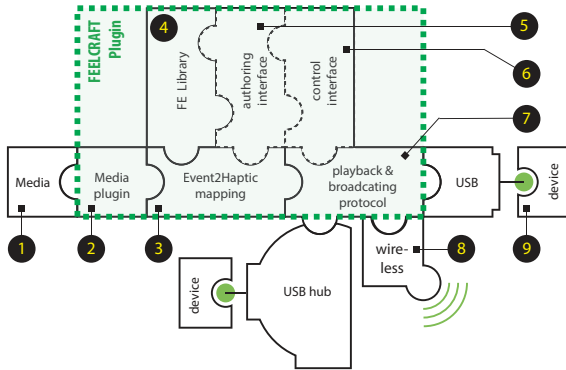 FEELCRAFT
Plugin
4
FE Library
authoring
interface
control
interface
5
6
7
Media
Media
plugin
Event2Haptic
mapping
playback &
broadcating
protocol
USB
device
1
2
3
wire-
less
8
9
device
USB hub